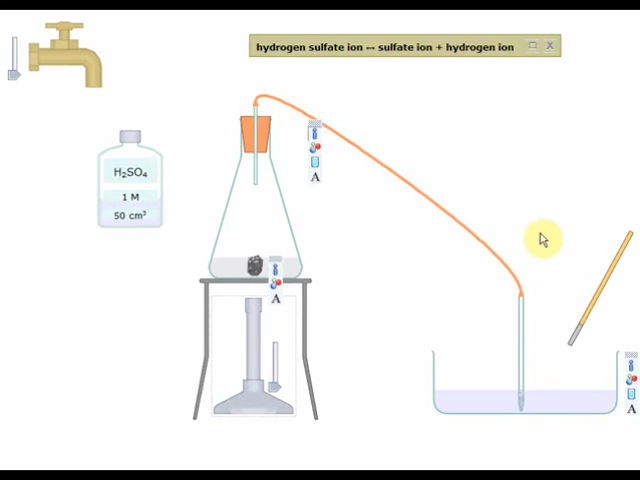 hydrogen sulfate ion ↔ sulfate ion + hydrogen ion
H₂SO₄
1 M
50 cm³
A
A
A